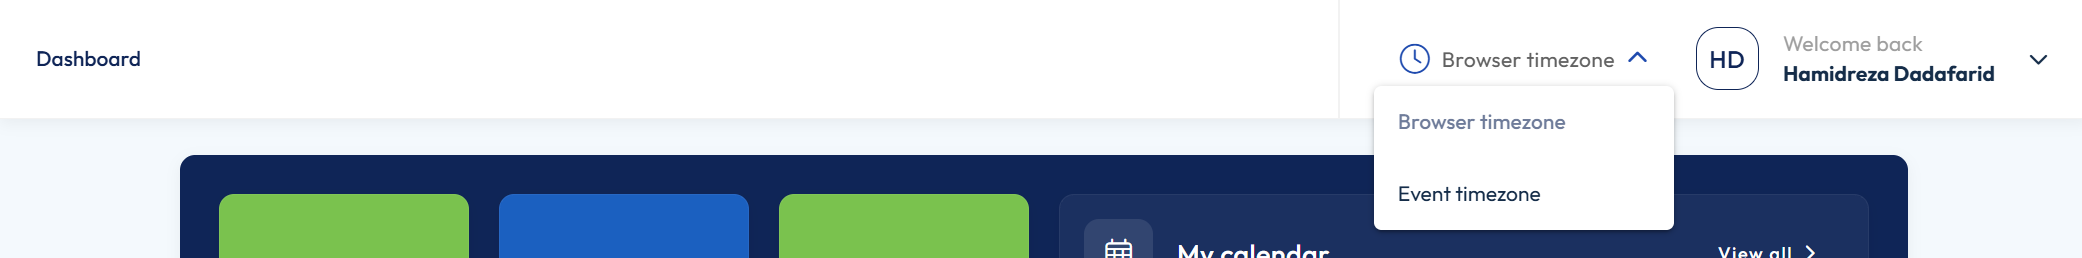 Dashboard
Browser timezone
HD
Welcome back
Hamidreza Dadafarid
Browser timezone
Event timezone
My calendar
View all